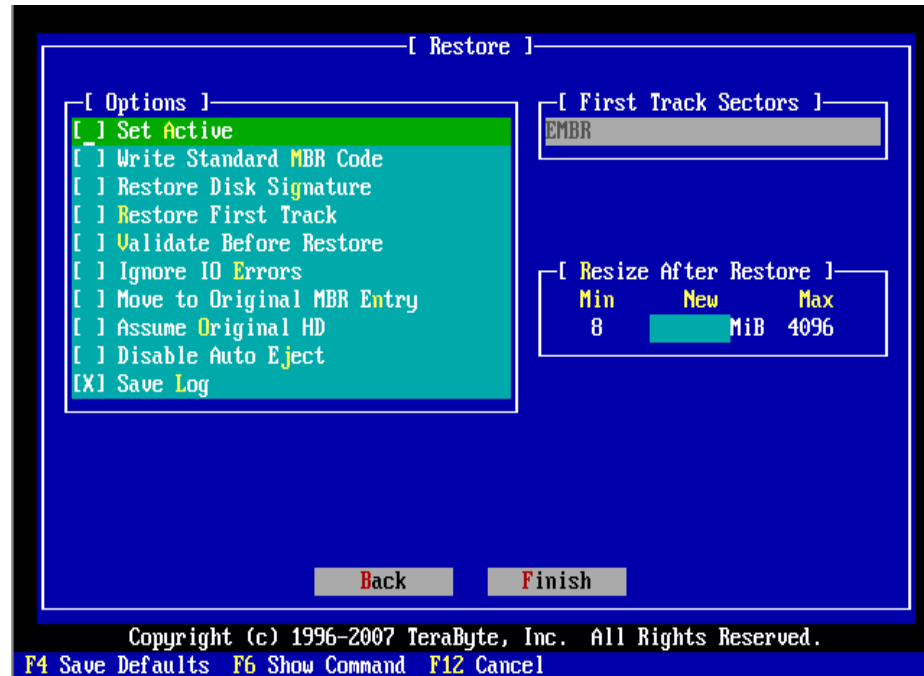 [ Restore ]
[ Options ]
[_] Set Active
[ ] Write Standard MBR Code
[ ] Restore Disk Signature
[ ] Restore First Track
[ ] Validate Before Restore
[ ] Ignore IO Errors
[ ] Move to Original MBR Entry
[ ] Assume Original HD
[ ] Disable Auto Eject
[X] Save Log
[ First Track Sectors ]
EMBR
[ Resize After Restore ]
Min New Max
8 MiB 4096
Back Finish
Copyright (c) 1996-2007 TeraByte, Inc. All Rights Reserved.
F4 Save Defaults F6 Show Command F12 Cancel